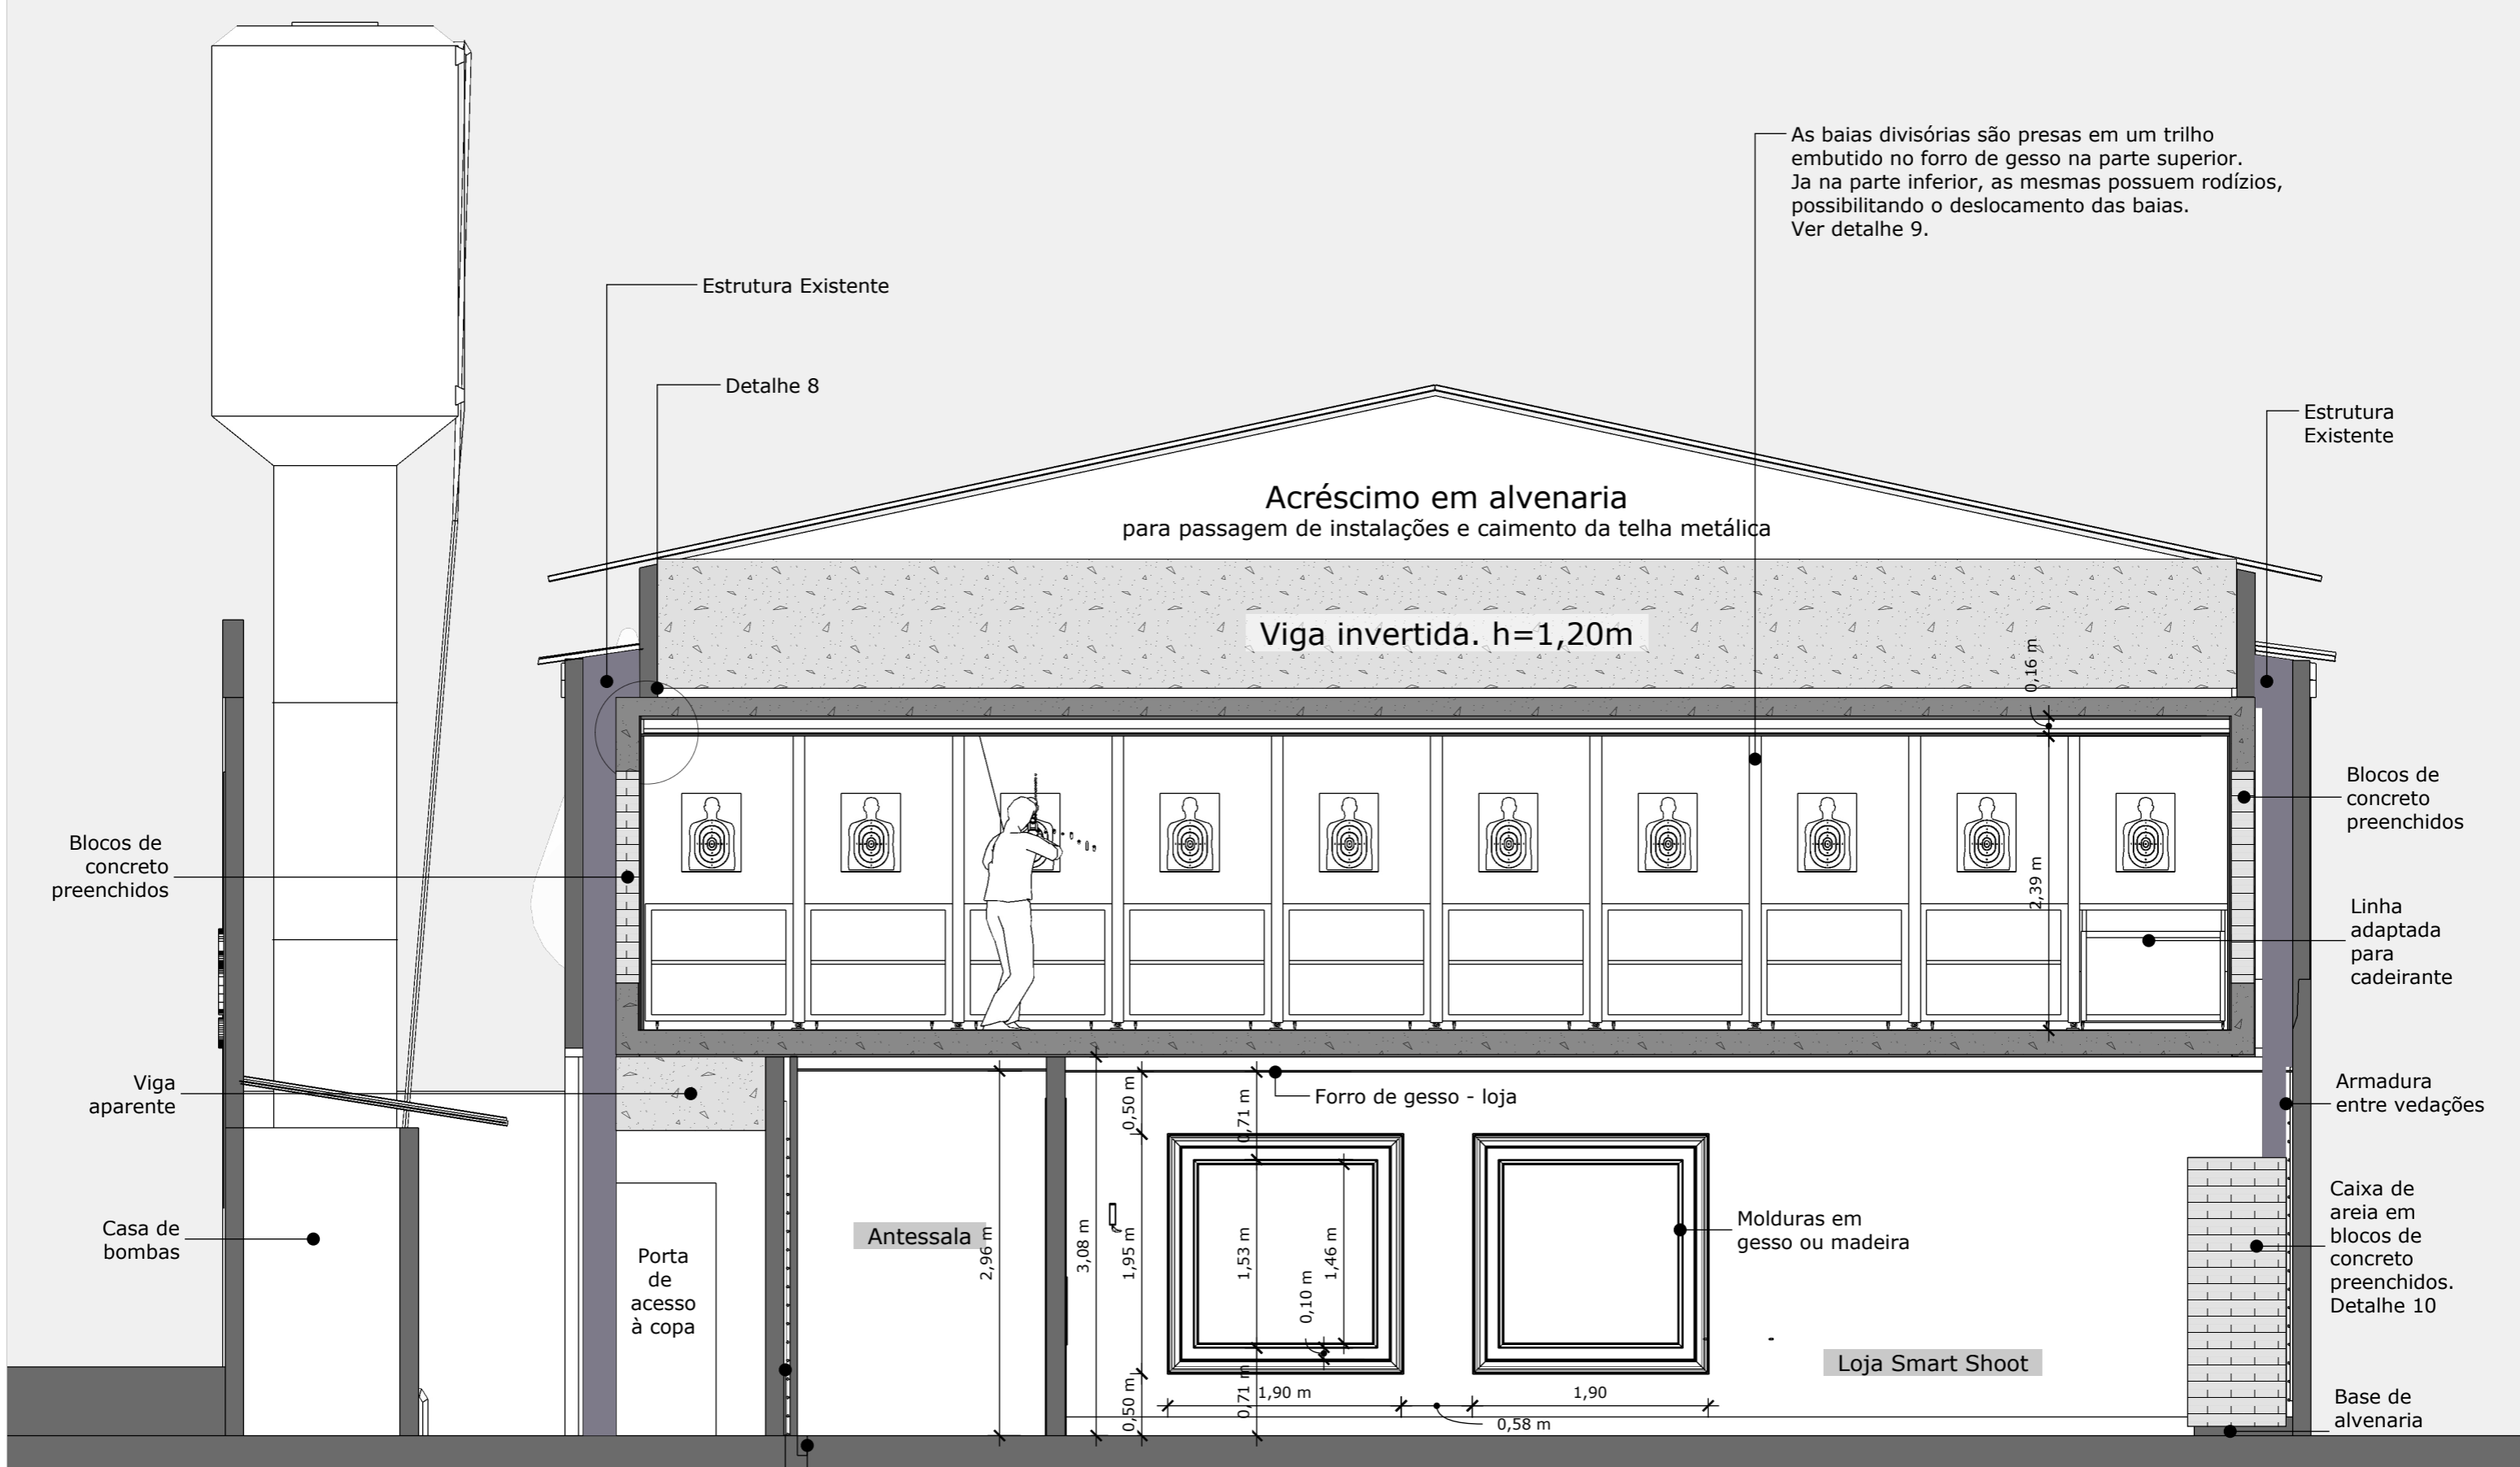 As baias divisórias são presas em um trilho
embutido no forro de gesso na parte superior.
Ja na parte inferior, as mesmas possuem rodízios,
possibilitando o deslocamento das baias.
Ver detalhe 9.
Estrutura Existente
Detalhe 8
Estrutura
Existente
Acréscimo em alvenaria
para passagem de instalações e caimento da telha metálica
Viga invertida. h=1,20m
0,16 m
2,39 m
Blocos de
concreto
preenchidos
Blocos de
concreto
preenchidos
Linha
adaptada
para
cadeirante
Viga
aparente
Forro de gesso - loja
Armadura
entre vedações
Casa de
bombas
Porta
de
acesso
à copa
Antessala
2,96 m
3,08 m
0,50 m
1,95 m
0,50 m
0,71 m
1,53 m
0,71 m
1,46 m
0,10 m
1,90 m
0,58 m
1,90
Molduras em
gesso ou madeira
Loja Smart Shoot
Caixa de
areia em
blocos de
concreto
preenchidos.
Detalhe 10
Base de
alvenaria